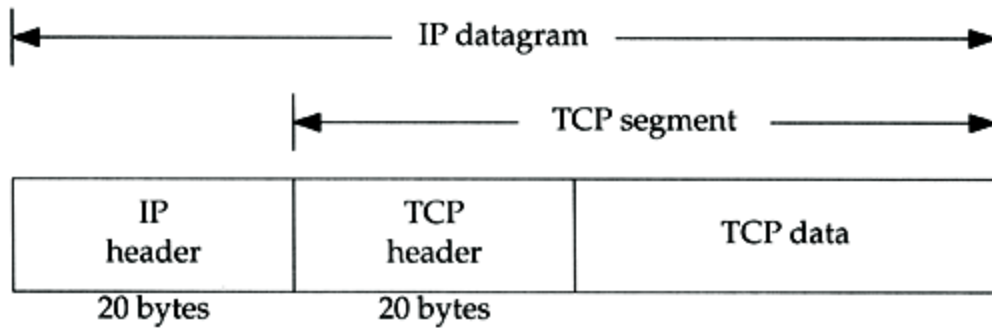 IP datagram
TCP segment
IP
header
TCP
header
TCP data
20 bytes
20 bytes